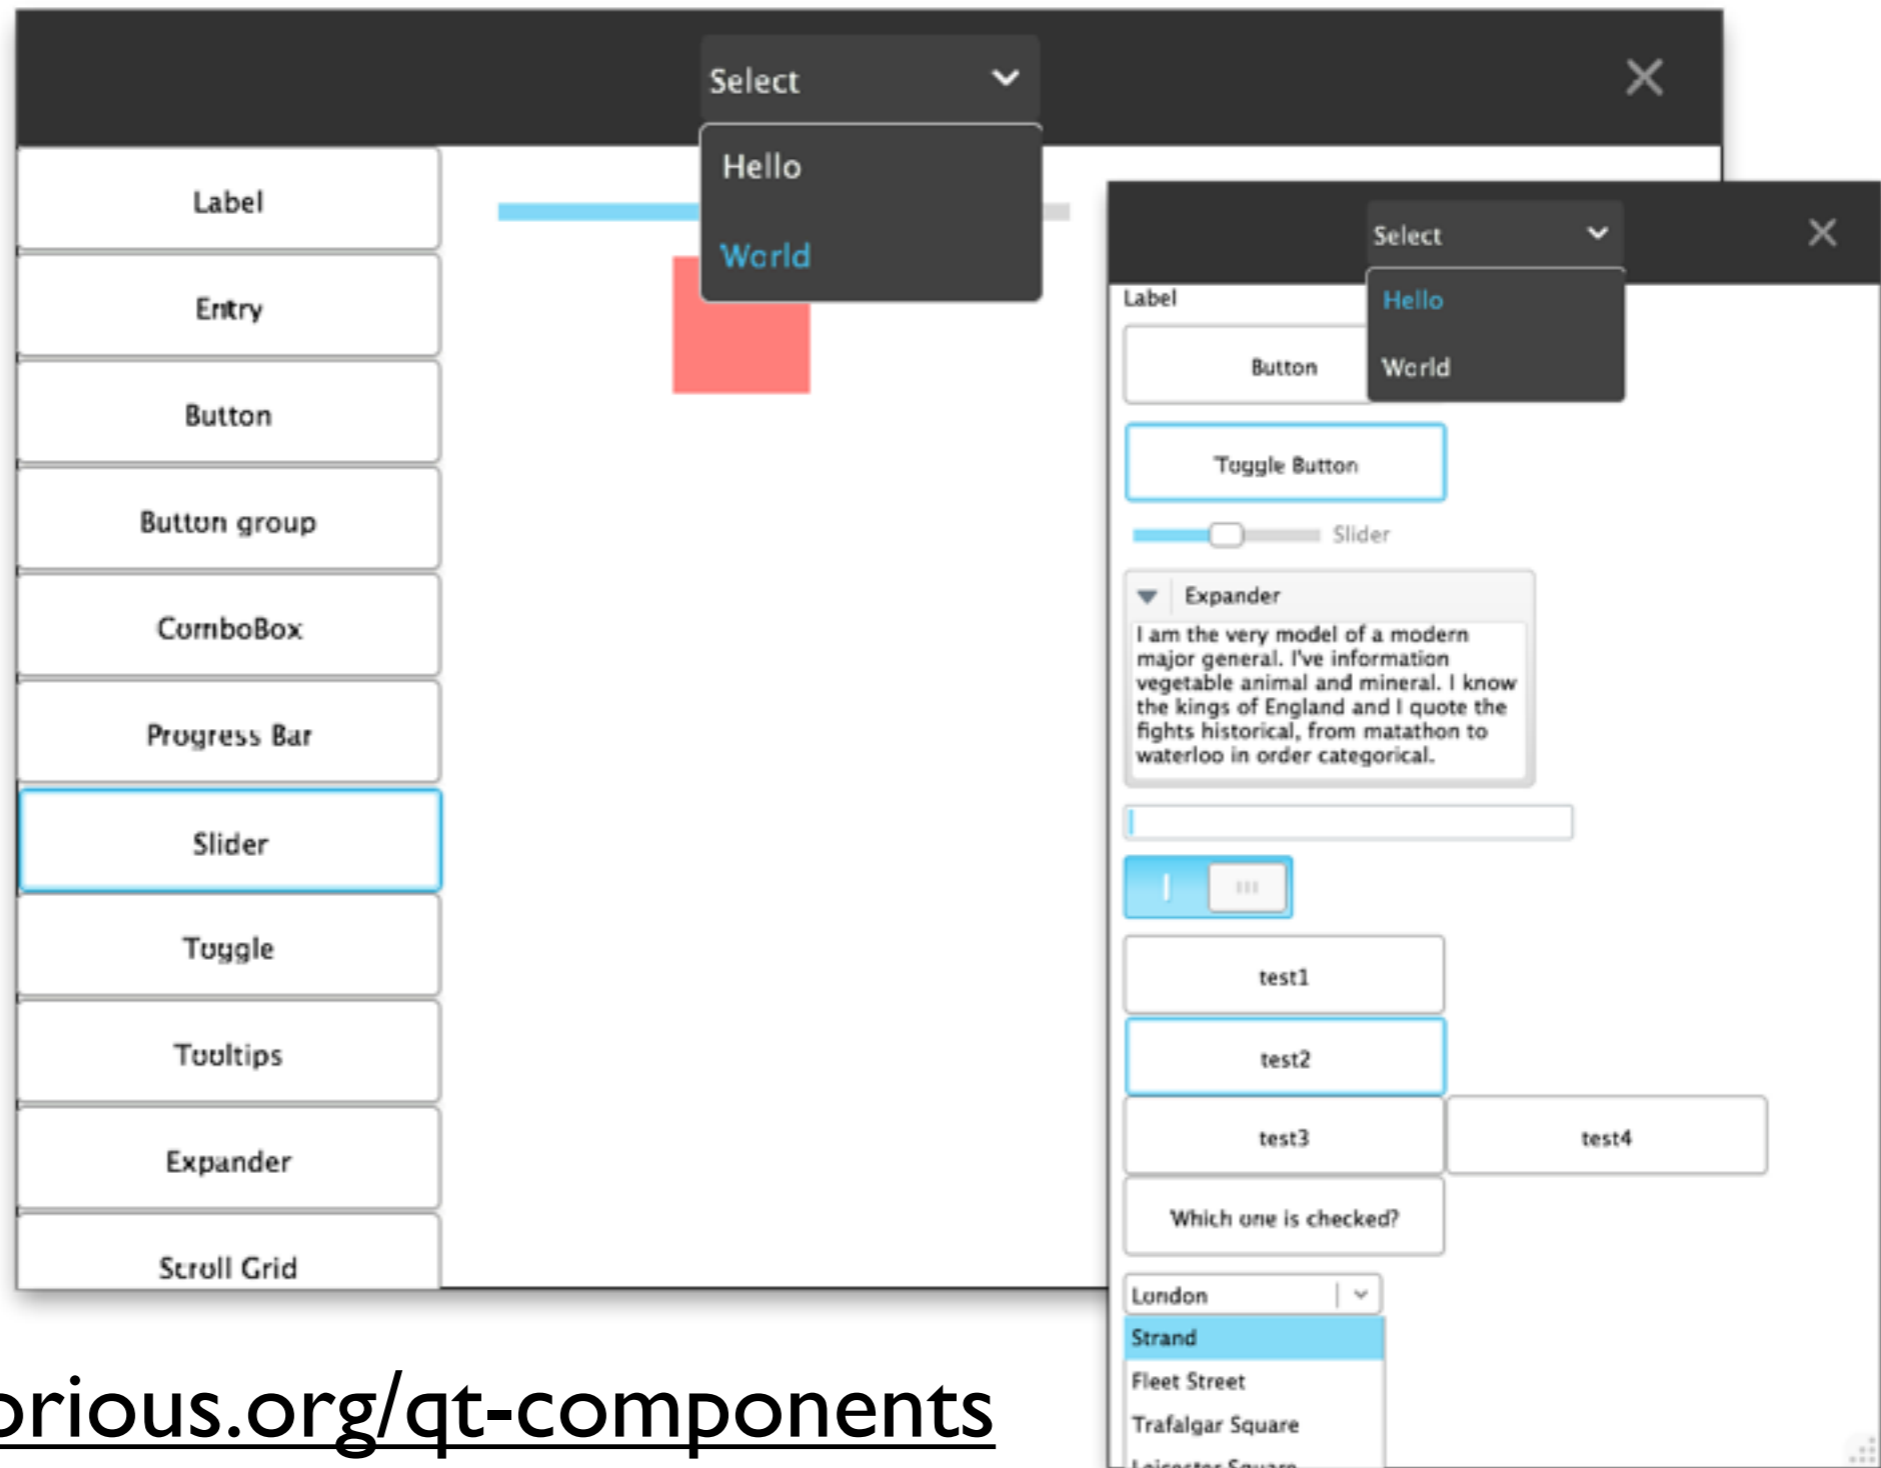 Select
Hello
World
Label
Entry
Button
Button group
ComboBox
Progress Bar
Slider
Toggle
Tooltips
Expander
Scroll Grid
Select
Hello
World
Label
Button
Toggle Button
Slider
Expander
I am the very model of a modern
major general. I've information
vegetable animal and mineral. I know
the kings of England and I quote the
fights historical, from matathon to
waterloo in order categorical.
test1
test2
test3
test4
Which one is checked?
London
Strand
Fleet Street
Trafalgar Square
Leicester Square
orious.org/qt-components